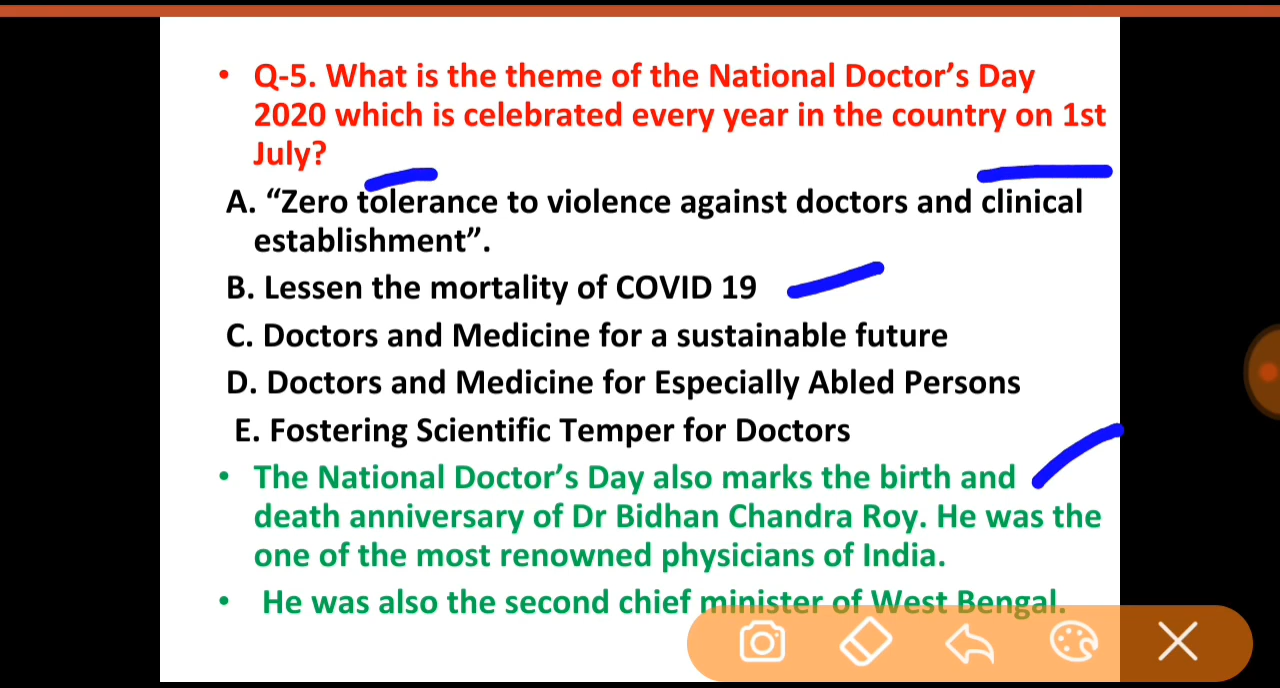 • Q-5. What is the theme of the National Doctor’s Day
2020 which is celebrated every year in the country on 1st
July?
A. “Zero tolerance to violence against doctors and clinical
establishment”.
B. Lessen the mortality of COVID 19
C. Doctors and Medicine for a sustainable future
D. Doctors and Medicine for Especially Abled Persons
E. Fostering Scientific Temper for Doctors
• The National Doctor’s Day also marks the birth and
death anniversary of Dr Bidhan Chandra Roy. He was the
one of the most renowned physicians of India.
• He was also the second chief minister of West Bengal.